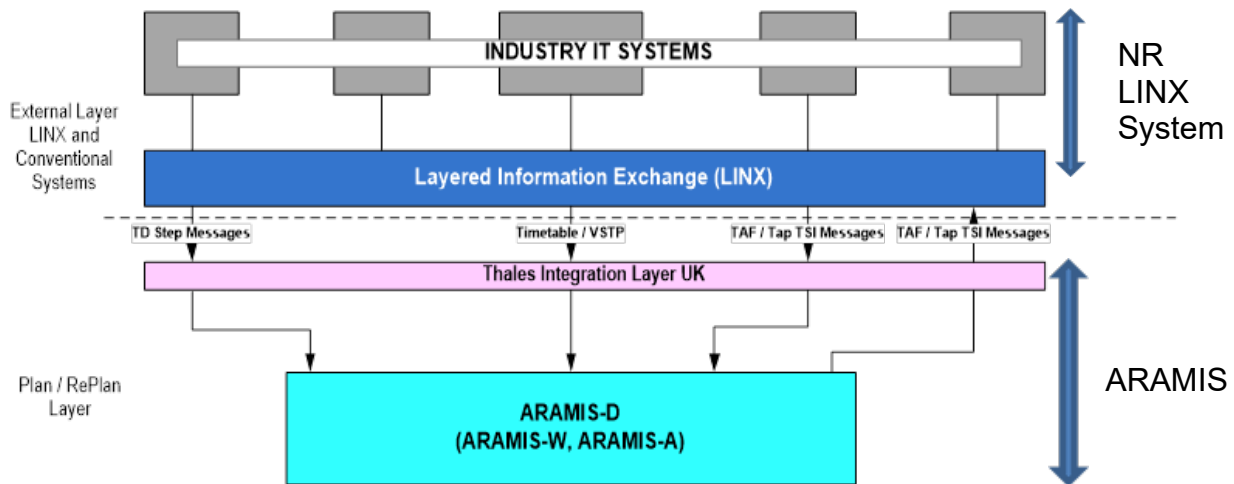 INDUSTRY IT SYSTEMS
NR
LINX
System
External Layer
LINX and
Conventional
Systems
Layered Information Exchange (LINX)
TD Step Messages
Timetable / VSTP
TAF / Tap TSI Messages
TAF / Tap TSI Messages
Thales Integration Layer UK
Plan / RePlan
Layer
ARAMIS-D
(ARAMIS-W, ARAMIS-A)
ARAMIS